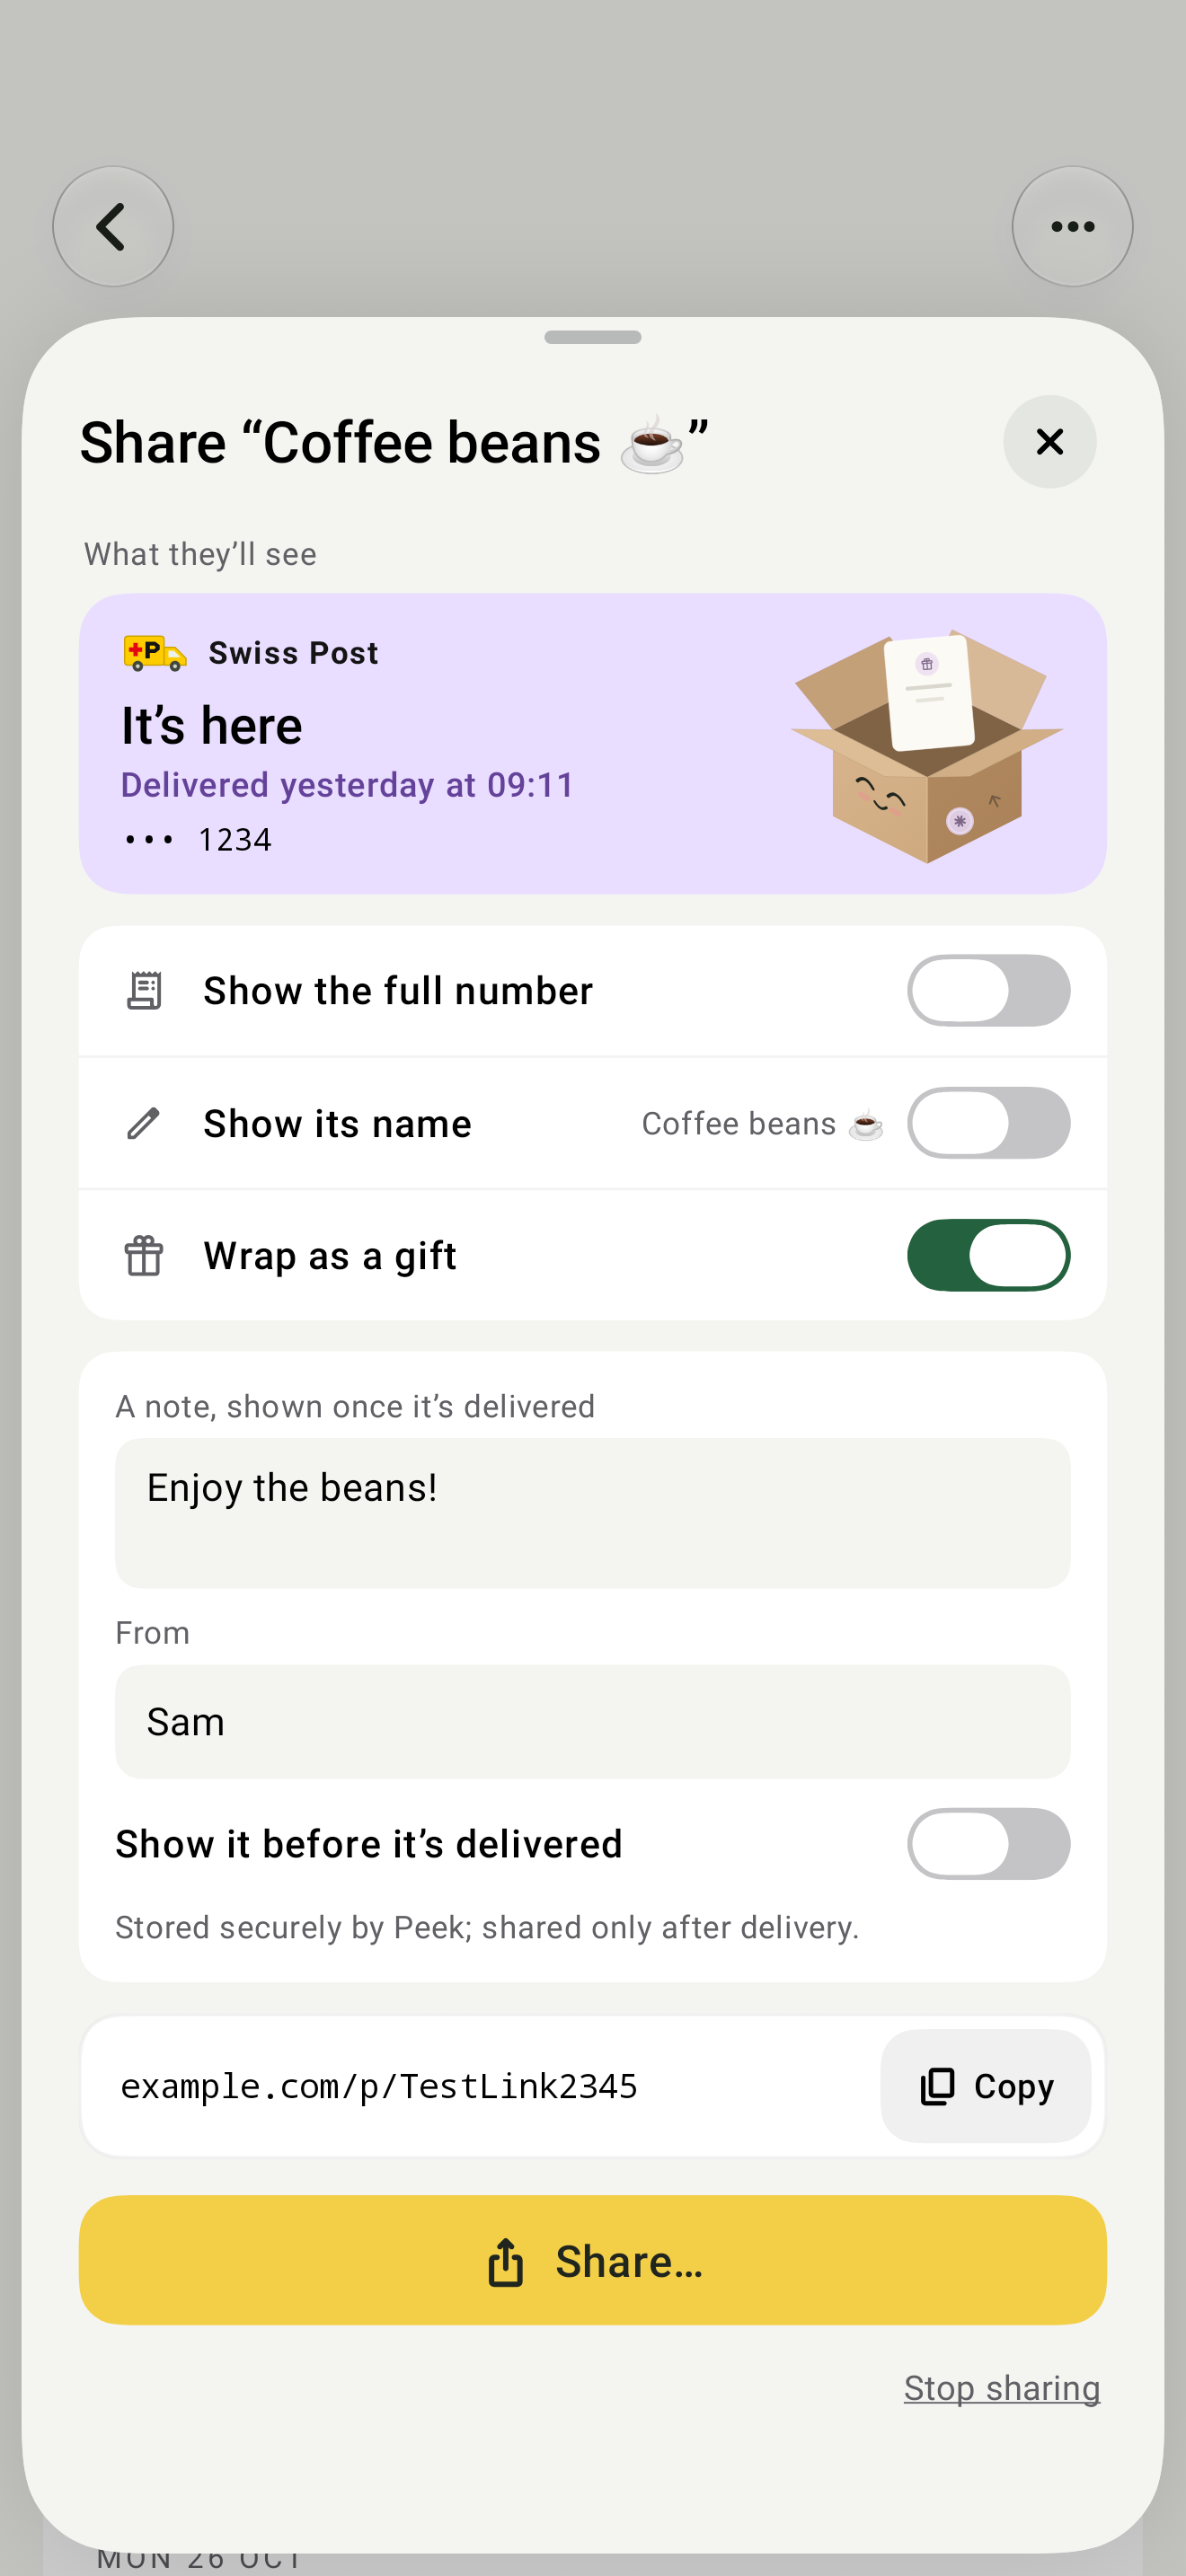 Share “Coffee beans ☕”
What they’ll see
P Swiss Post
It’s here
Delivered yesterday at 09:11
••• 1234
Show the full number
Show its name Coffee beans ☕
Wrap as a gift
A note, shown once it’s delivered
Enjoy the beans!
From
Sam
Show it before it’s delivered
Stored securely by Peek; shared only after delivery.
example.com/p/TestLink2345 Copy
Share…
Stop sharing
MON 26 OCT